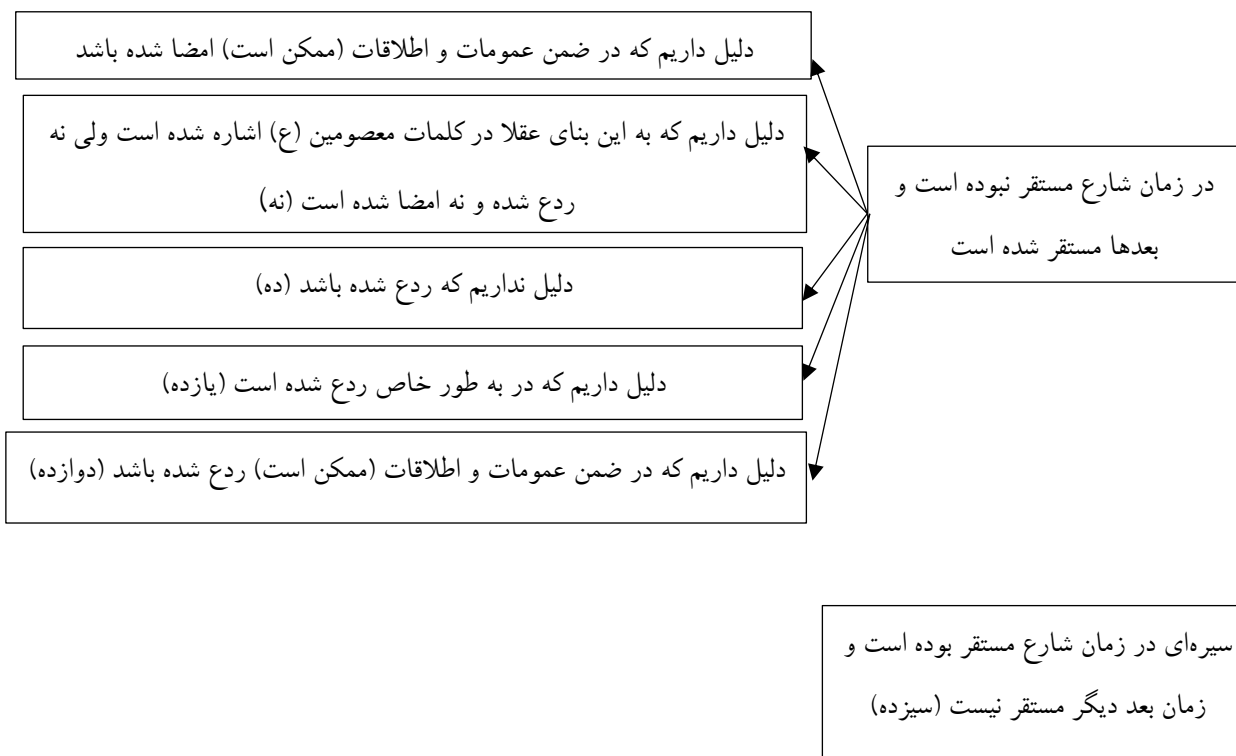 دلیل داریم که در ضمن عمومات و اطلاقات (ممکن است) امضا شده باشد
دلیل داریم که به این بنای عقلا در کلمات معصومین (ع) اشاره شده است ولی نه
ردع شده و نه امضا شده است (نه)
در زمان شارع مستقر نبوده است و
بعدها مستقر شده است
دلیل نداریم که ردع شده باشد (ده)
دلیل داریم که در به طور خاص ردع شده است (یازده)
دلیل داریم که در ضمن عمومات و اطلاقات (ممکن است) ردع شده باشد (دوازده)
سیره‌ای در زمان شارع مستقر بوده است و
زمان بعد دیگر مستقر نیست (سیزده)